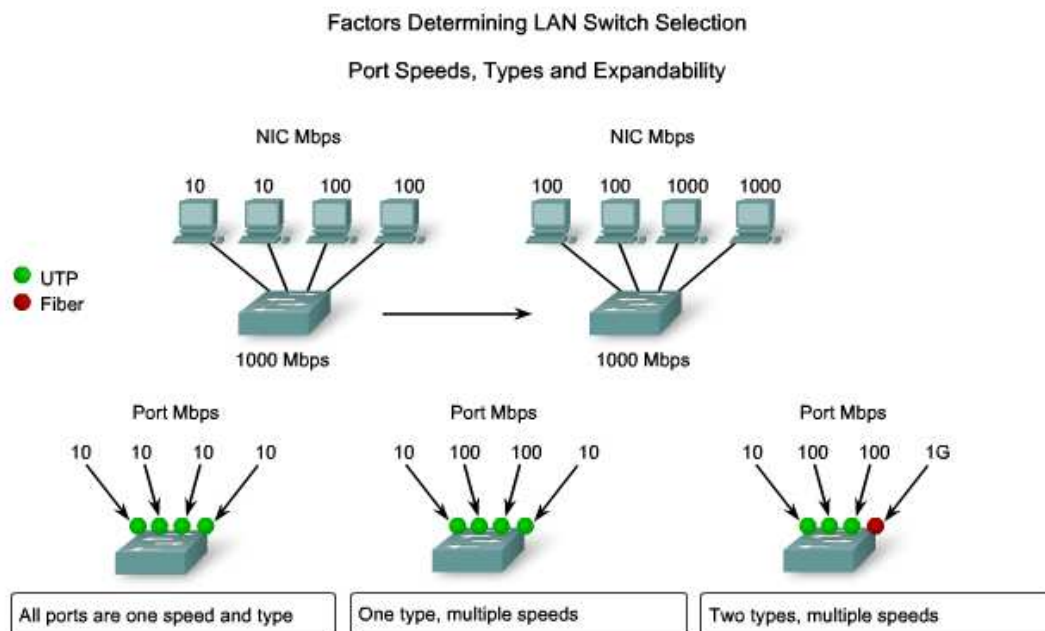 Factors Determining LAN Switch Selection
Port Speeds, Types and Expandability
NIC Mbps
10 10 100 100
1000 Mbps
NIC Mbps
100 100 1000 1000
1000 Mbps
UTP
Fiber
Port Mbps
10 10 10 10
All ports are one speed and type
Port Mbps
10 100 100 10
One type, multiple speeds
Port Mbps
10 100 100 1G
Two types, multiple speeds